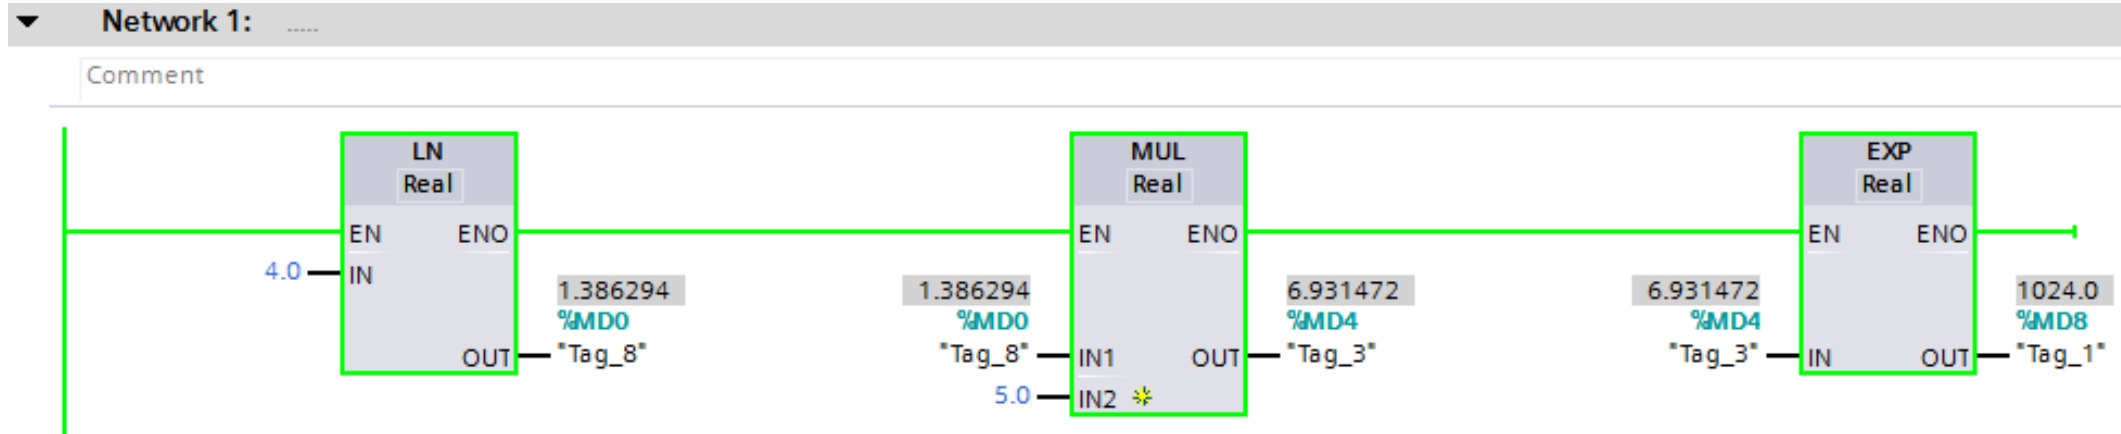 Network 1: .....
Comment
LN
Real
EN ENO
4.0 IN
1.386294
%MD0
OUT "Tag_8"
MUL
Real
EN ENO
1.386294
%MD0
"Tag_8" IN1
5.0 IN2
6.931472
%MD4
OUT "Tag_3"
EXP
Real
EN ENO
6.931472
%MD4
"Tag_3" IN
1024.0
%MD8
OUT "Tag_1"